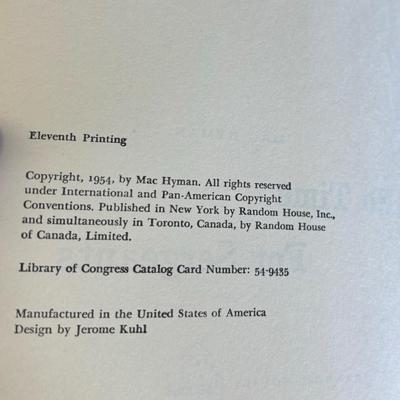 Eleventh Printing
Copyright, 1954, by Mac Hyman. All rights reserved
under International and Pan-American Copyright
Conventions. Published in New York by Random House, Inc.,
and simultaneously in Toronto, Canada, by Random House
of Canada, Limited.
Library of Congress Catalog Card Number: 54-9435
Manufactured in the United States of America
Design by Jerome Kuhl